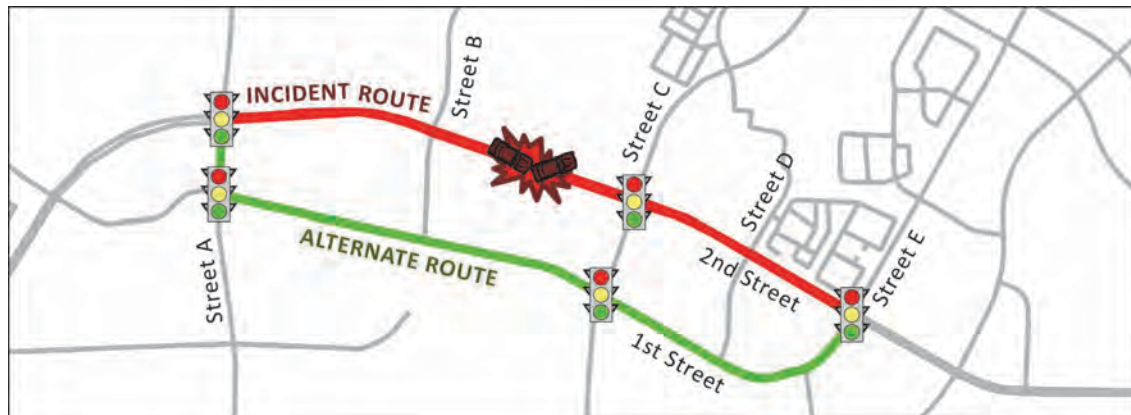 INCIDENT ROUTE
Street B
Street C
Street D
Street E
2nd Street
ALTERNATE ROUTE
Street A
1st Street